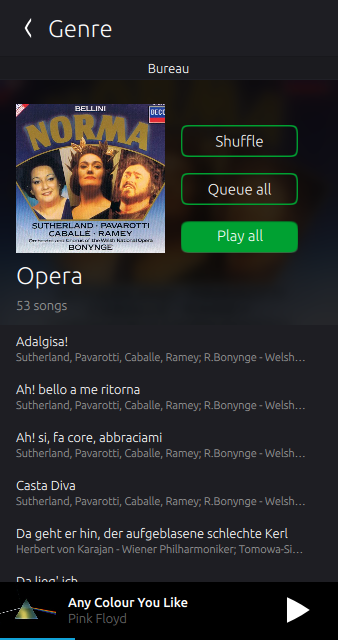 Genre
Bureau
BELLINI
DECCA
NORMA
SUTHERLAND · PAVAROTTI
CABALLÉ · RAMEY
Orchestra and Chorus of the Welsh National Opera
BONYNGE
Shuffle
Queue all
Play all
Opera
53 songs
Adalgisa!
Sutherland, Pavarotti, Caballe, Ramey; R.Bonynge - Welsh...
Ah! bello a me ritorna
Sutherland, Pavarotti, Caballe, Ramey; R.Bonynge - Welsh...
Ah! si, fa core, abbraciami
Sutherland, Pavarotti, Caballe, Ramey; R.Bonynge - Welsh...
Casta Diva
Sutherland, Pavarotti, Caballe, Ramey; R.Bonynge - Welsh...
Da geht er hin, der aufgeblasene schlechte Kerl
Herbert von Karajan - Wiener Philharmoniker; Tomowa-Si...
Da lieg' ich
Any Colour You Like
Pink Floyd